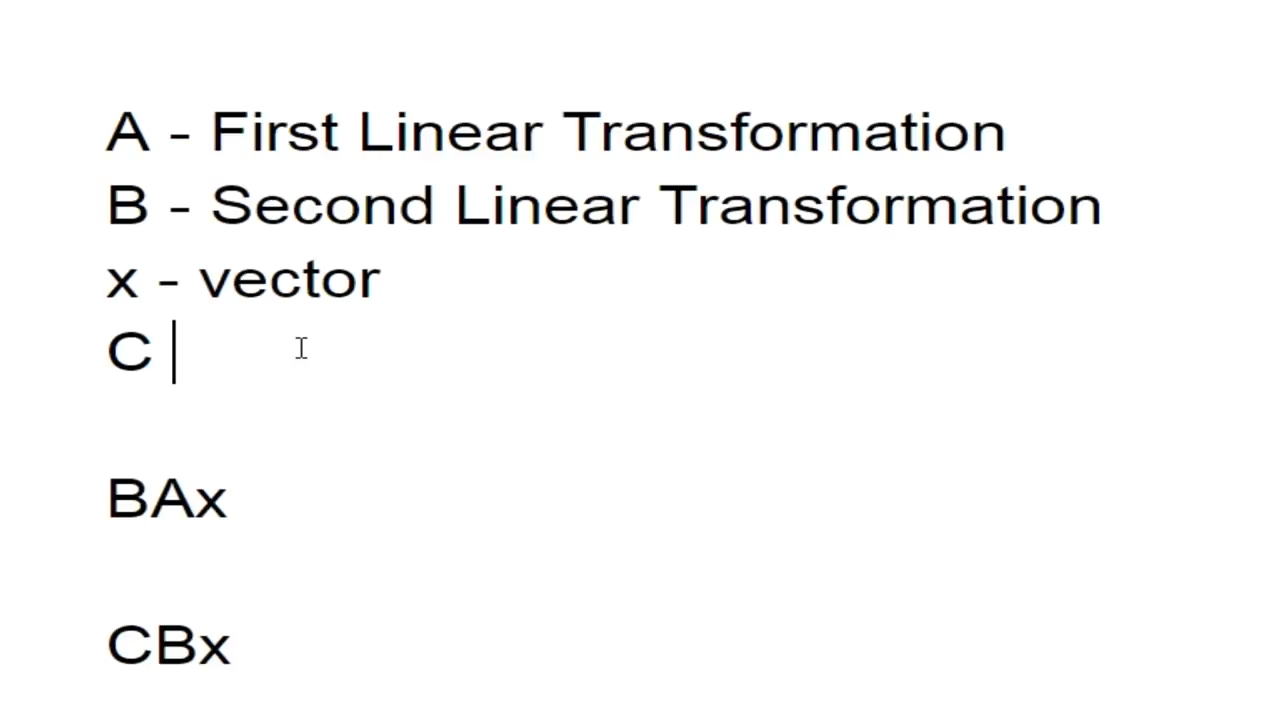 A - First Linear Transformation
B - Second Linear Transformation
x - vector
C
BAx
CBx